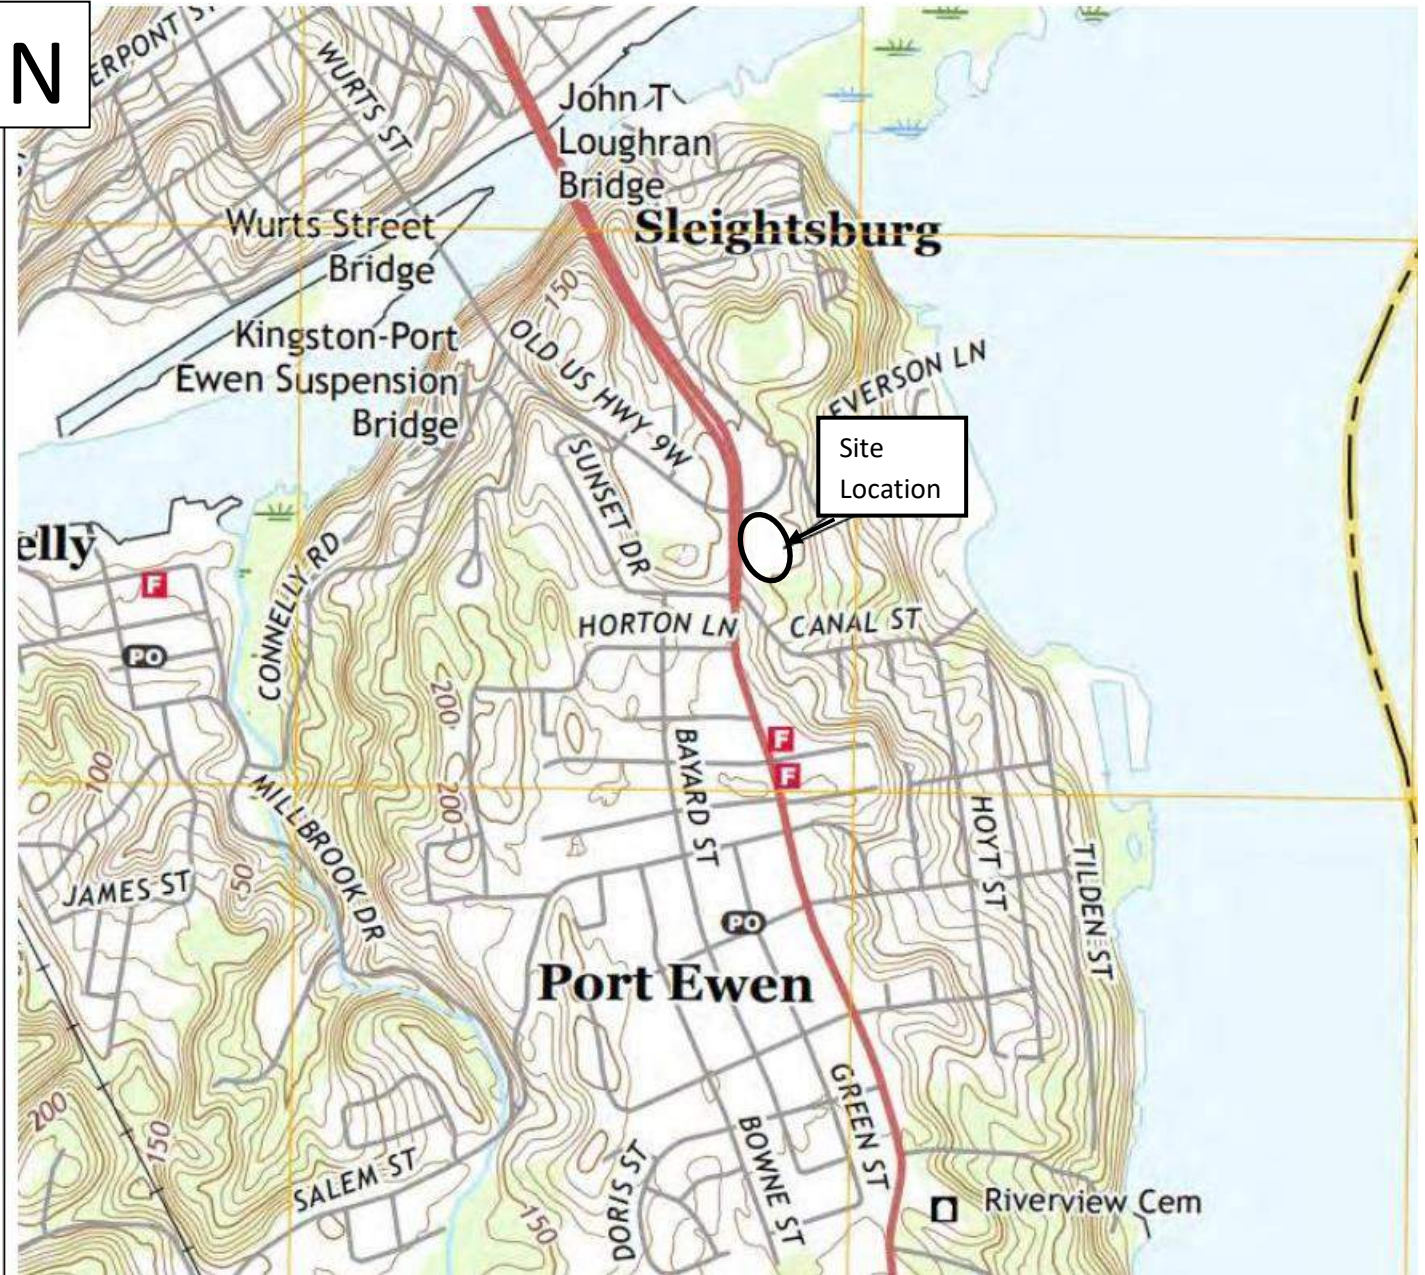 N
ERPONT ST
WURTS ST
John T
Loughran
Bridge
Wurts Street
Bridge
Sleightsburg
150
Kingston-Port
Ewen Suspension
Bridge
OLD US HWY 9W
EVERSON LN
Site
Location
SUNSET DR
elly
F
CONNELLY RD
HORTON LN
CANAL ST
PO
200
100
F
F
BAYARD ST
200
MILLBROOK DR
HOYT ST
TILDEN ST
JAMES ST
50
PO
Port Ewen
GREEN ST
200
150
BOWNE ST
SALEM ST
DORIS ST
150
Riverview Cem